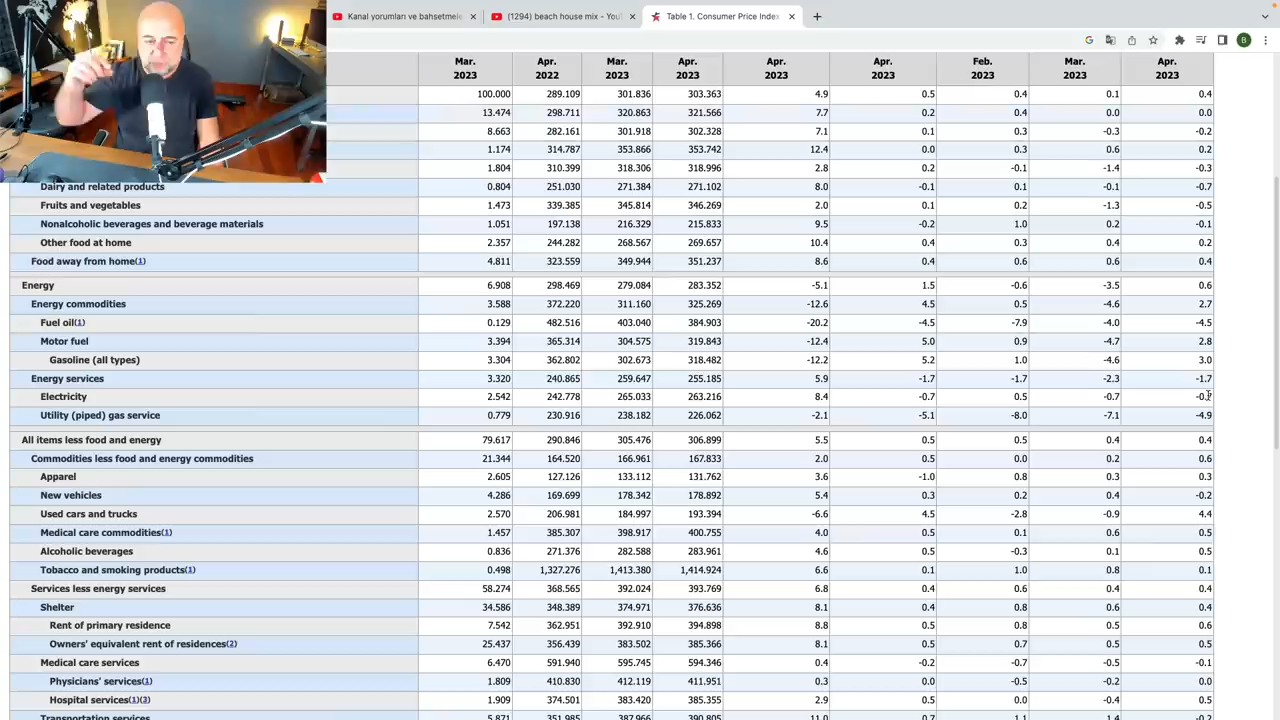 Kanal yorumları ve bahsetmele
(1294) beach house mix - You
Table 1. Consumer Price Index
B
Mar. 2023 Apr. 2022 Mar. 2023 Apr. 2023 Apr. 2023 Apr. 2023 Feb. 2023 Mar. 2023 Apr. 2023
100.000 289.109 301.836 303.363 4.9 0.5 0.4 0.1 0.4
13.474 298.711 320.863 321.566 7.7 0.2 0.4 0.0 0.0
8.663 282.161 301.918 302.328 7.1 0.1 0.3 -0.3 -0.2
1.174 314.787 353.866 353.742 12.4 0.0 0.3 0.6 0.2
1.804 310.399 318.306 318.996 2.8 0.2 -0.1 -1.4 -0.3
Dairy and related products 0.804 251.030 271.384 271.102 8.0 -0.1 0.1 -0.1 -0.7
Fruits and vegetables 1.473 339.385 345.814 346.269 2.0 0.1 0.2 -1.3 -0.5
Nonalcoholic beverages and beverage materials 1.051 197.138 216.329 215.833 9.5 -0.2 1.0 0.2 -0.1
Other food at home 2.357 244.282 268.567 269.657 10.4 0.4 0.3 0.4 0.2
Food away from home(1) 4.811 323.559 349.944 351.237 8.6 0.4 0.6 0.6 0.4
Energy 6.908 298.469 279.084 283.352 -5.1 1.5 -0.6 -3.5 0.6
Energy commodities 3.588 372.220 311.160 325.269 -12.6 4.5 0.5 -4.6 2.7
Fuel oil(1) 0.129 482.516 403.040 384.903 -20.2 -4.5 -7.9 -4.0 -4.5
Motor fuel 3.394 365.314 304.575 319.843 -12.4 5.0 0.9 -4.7 2.8
Gasoline (all types) 3.304 362.802 302.673 318.482 -12.2 5.2 1.0 -4.6 3.0
Energy services 3.320 240.865 259.647 255.185 5.9 -1.7 -1.7 -2.3 -1.7
Electricity 2.542 242.778 265.033 263.216 8.4 -0.7 0.5 -0.7
Utility (piped) gas service 0.779 230.916 238.182 226.062 -2.1 -5.1 -8.0 -7.1 -4.9
All items less food and energy 79.617 290.846 305.476 306.899 5.5 0.5 0.5 0.4 0.4
Commodities less food and energy commodities 21.344 164.520 166.961 167.833 2.0 0.5 0.0 0.2 0.6
Apparel 2.605 127.126 133.112 131.762 3.6 -1.0 0.8 0.3 0.3
New vehicles 4.286 169.699 178.342 178.892 5.4 0.3 0.2 0.4 -0.2
Used cars and trucks 2.570 206.981 184.997 193.394 -6.6 4.5 -2.8 -0.9 4.4
Medical care commodities(1) 1.457 385.307 398.917 400.755 4.0 0.5 0.1 0.6 0.5
Alcoholic beverages 0.836 271.376 282.588 283.961 4.6 0.5 -0.3 0.1 0.5
Tobacco and smoking products(1) 0.498 1,327.276 1,413.380 1,414.924 6.6 0.1 1.0 0.8 0.1
Services less energy services 58.274 368.565 392.024 393.769 6.8 0.4 0.6 0.4 0.4
Shelter 34.586 348.389 374.971 376.636 8.1 0.4 0.8 0.6 0.4
Rent of primary residence 7.542 362.951 392.910 394.898 8.8 0.5 0.8 0.5 0.6
Owners' equivalent rent of residences(2) 25.437 356.439 383.502 385.366 8.1 0.5 0.7 0.5 0.5
Medical care services 6.470 591.940 595.745 594.346 0.4 -0.2 -0.7 -0.5 -0.1
Physicians' services(1) 1.809 410.830 412.119 411.951 0.3 0.0 -0.5 -0.2 0.0
Hospital services(1)(3) 1.909 374.501 383.420 385.355 2.9 0.5 0.0 -0.4 0.5
Transportation services 5.871 351.985 387.966 390.805 11.0 0.7 1.1 1.4 -0.2